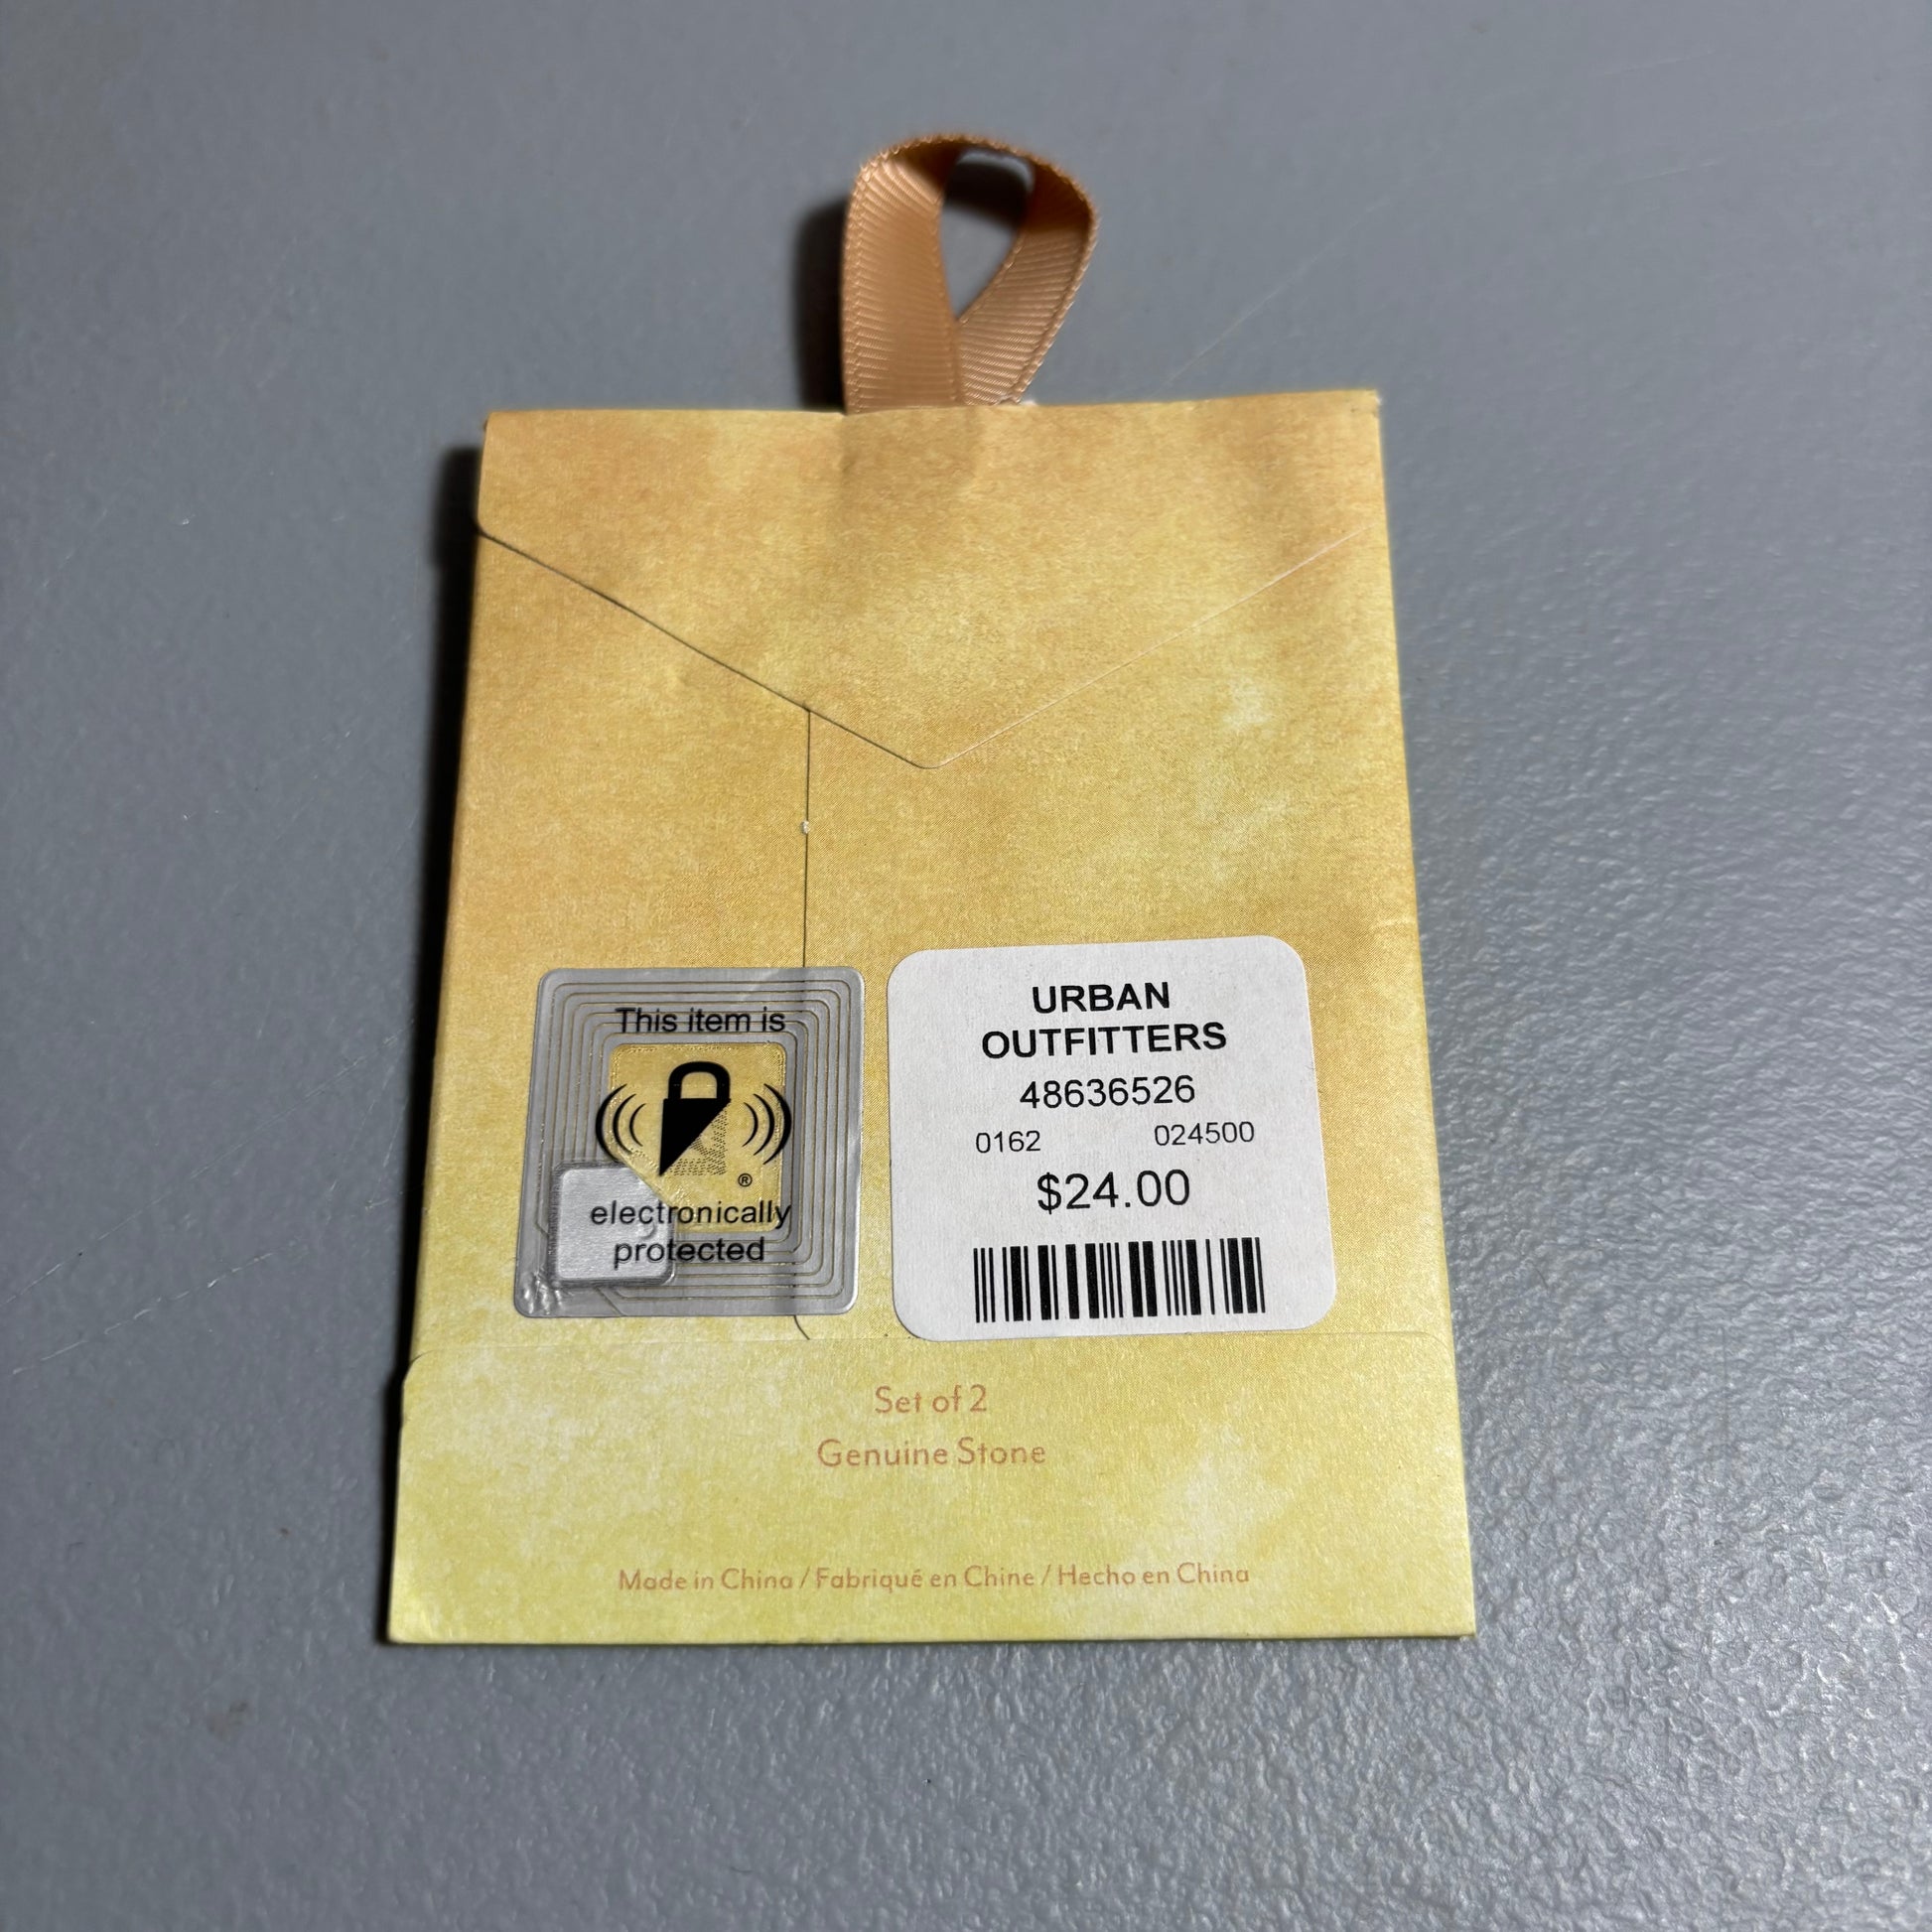 This item is
®
electronically
protected
URBAN
OUTFITTERS
48636526
0162 024500
$24.00
Set of 2
Genuine Stone
Made in China / Fabriqué en Chine / Hecho en China